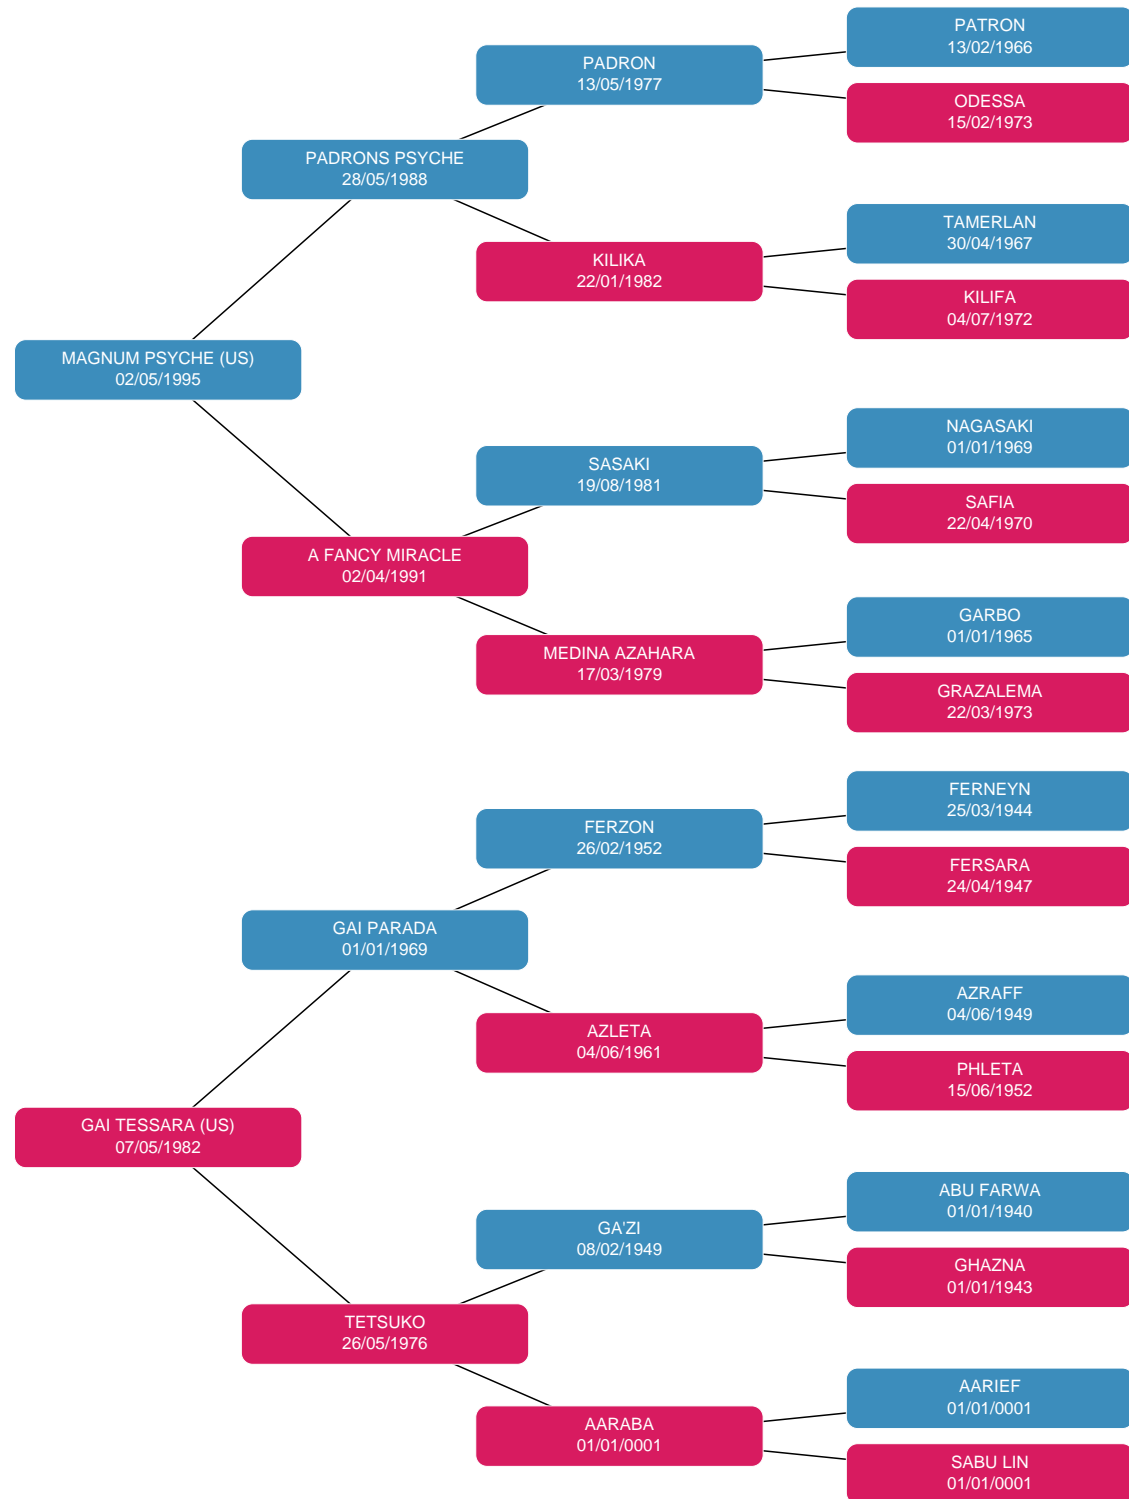 PATRON
13/02/1966
PADRON
13/05/1977
ODESSA
15/02/1973
PADRONS PSYCHE
28/05/1988
TAMERLAN
30/04/1967
KILIKA
22/01/1982
KILIFA
04/07/1972
MAGNUM PSYCHE (US)
02/05/1995
NAGASAKI
01/01/1969
SASAKI
19/08/1981
SAFIA
22/04/1970
A FANCY MIRACLE
02/04/1991
GARBO
01/01/1965
MEDINA AZAHARA
17/03/1979
GRAZALEMA
22/03/1973
FERNEYN
25/03/1944
FERZON
26/02/1952
FERSARA
24/04/1947
GAI PARADA
01/01/1969
AZRAFF
04/06/1949
AZLETA
04/06/1961
PHLETA
15/06/1952
GAI TESSARA (US)
07/05/1982
ABU FARWA
01/01/1940
GA'ZI
08/02/1949
GHAZNA
01/01/1943
TETSUKO
26/05/1976
AARIEF
01/01/0001
AARABA
01/01/0001
SABU LIN
01/01/0001